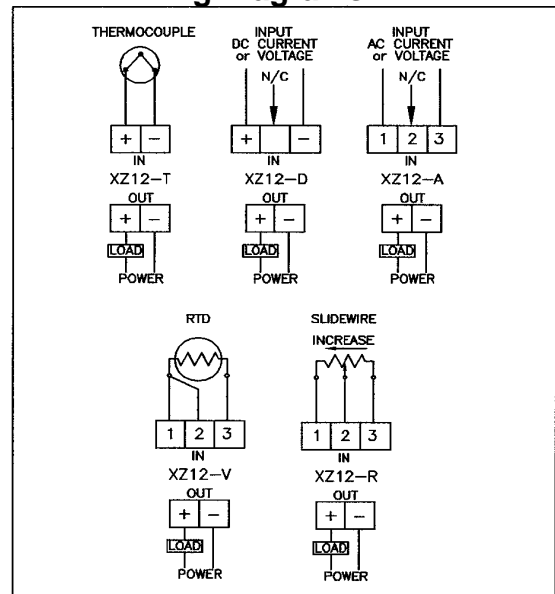 THERMOCOUPLE
INPUT
DC CURRENT
or VOLTAGE
N/C
INPUT
AC CURRENT
or VOLTAGE
N/C
+ −
IN
XZ12−T
+ −
IN
XZ12−D
1 2 3
IN
XZ12−A
OUT
+ −
LOAD
POWER
OUT
+ −
LOAD
POWER
OUT
+ −
LOAD
POWER
RTD
SLIDEWIRE
INCREASE
1 2 3
IN
XZ12−V
1 2 3
IN
XZ12−R
OUT
+ −
LOAD
POWER
OUT
+ −
LOAD
POWER